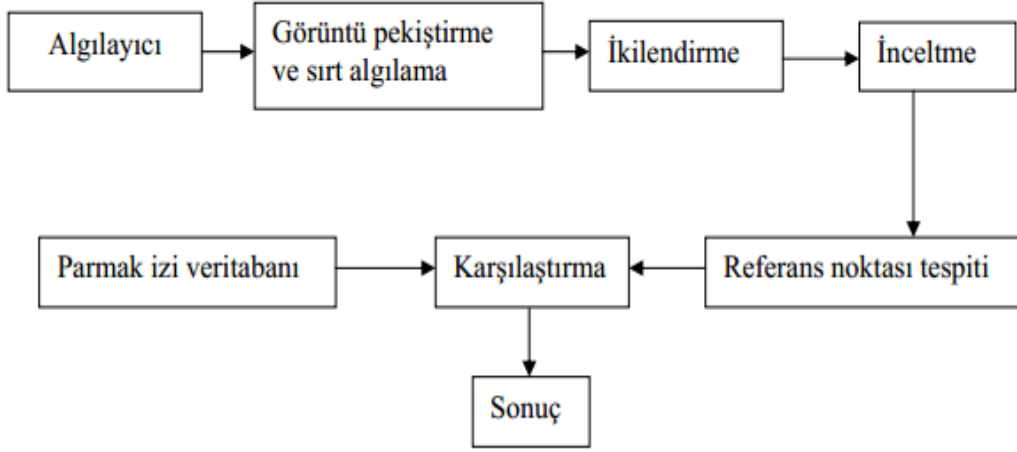 Algılayıcı
Görüntü pekiştirme
ve sırt algılama
İkilendirme
İnceltme
Parmak izi veritabanı
Karşılaştırma
Referans noktası tespiti
Sonuç